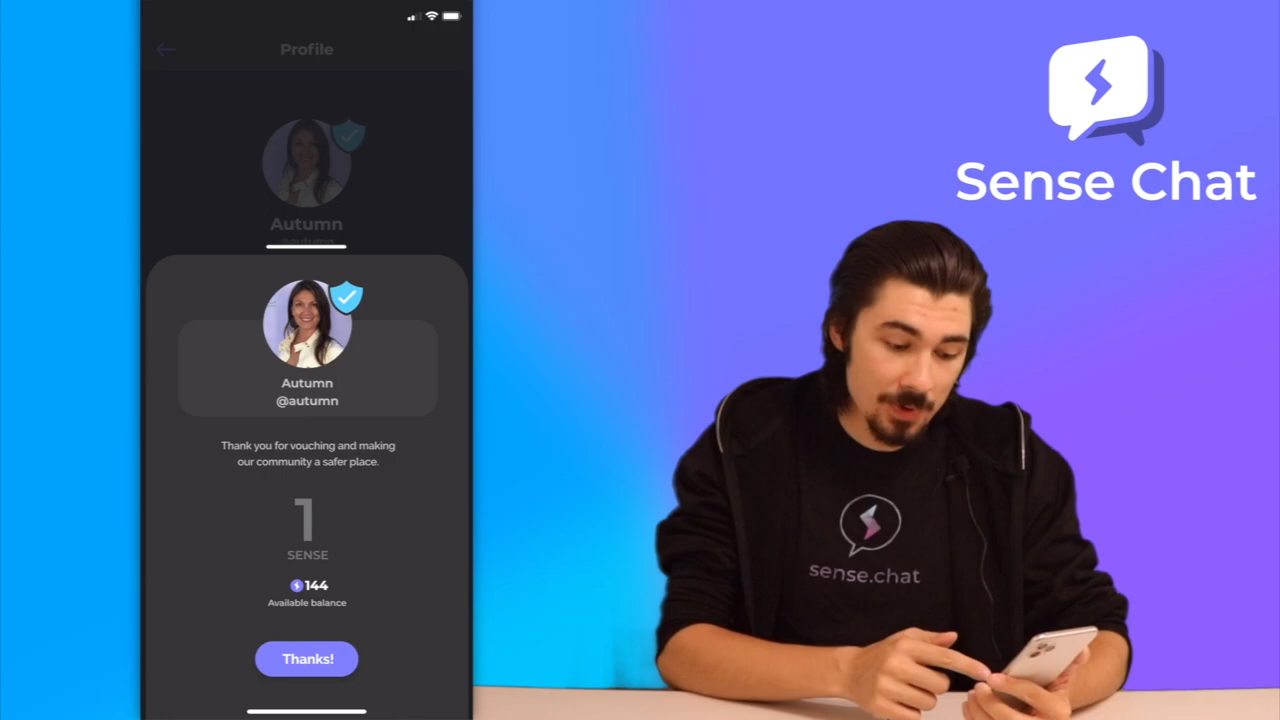 Profile
Autumn
@autumn
Autumn
@autumn
Thank you for vouching and making
our community a safer place.
1
SENSE
144
Available balance
Thanks!
Sense Chat
sense.chat